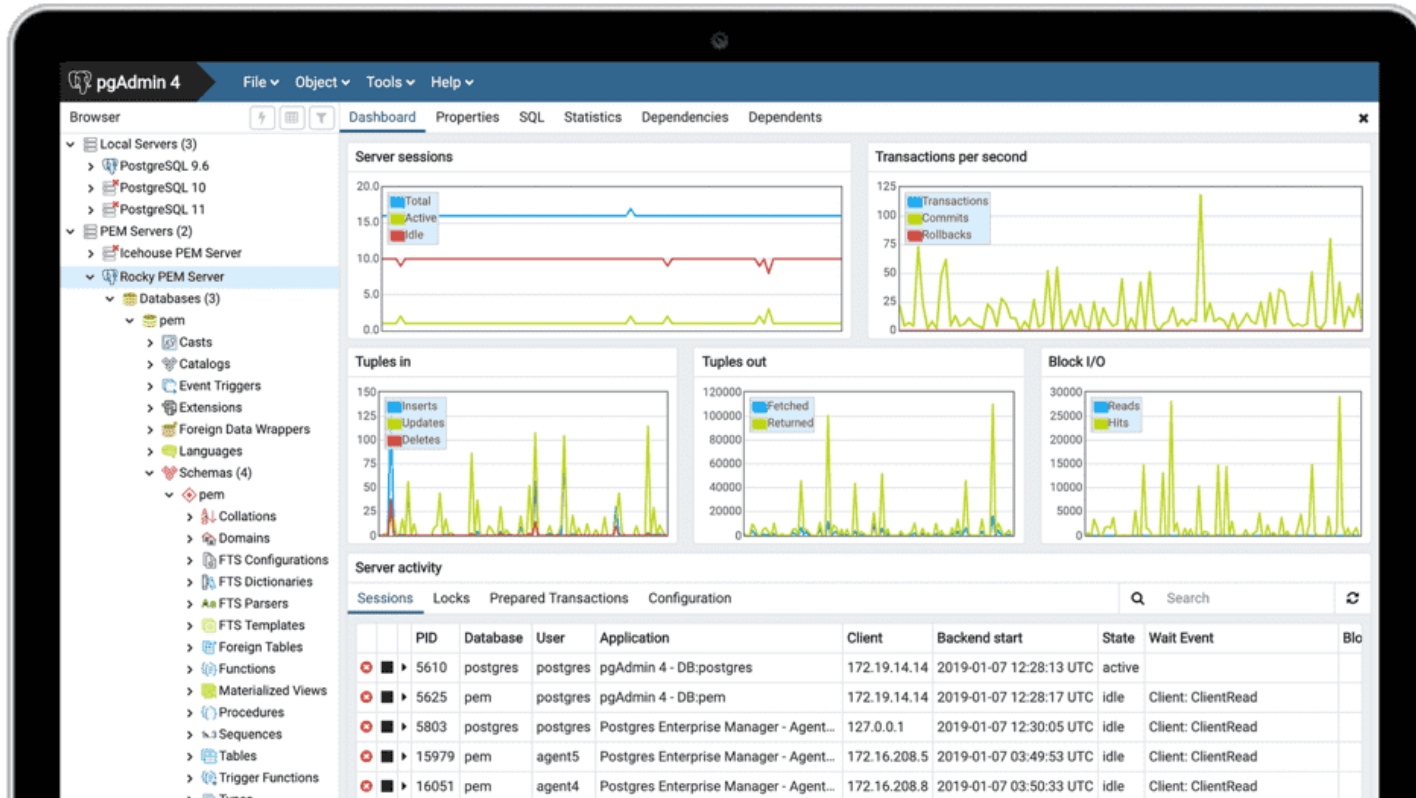 pgAdmin 4
File
Object
Tools
Help
Browser
Dashboard
Properties
SQL
Statistics
Dependencies
Dependents
Local Servers (3)
PostgreSQL 9.6
PostgreSQL 10
PostgreSQL 11
PEM Servers (2)
Icehouse PEM Server
Rocky PEM Server
Databases (3)
pem
Casts
Catalogs
Event Triggers
Extensions
Foreign Data Wrappers
Languages
Schemas (4)
pem
Collations
Domains
FTS Configurations
FTS Dictionaries
FTS Parsers
FTS Templates
Foreign Tables
Functions
Materialized Views
Procedures
Sequences
Tables
Trigger Functions
Server sessions
20.0
15.0
10.0
5.0
0.0
Total
Active
Idle
Transactions per second
125
100
75
50
25
0
Transactions
Commits
Rollbacks
Tuples in
150
125
100
75
50
25
0
Inserts
Updates
Deletes
Tuples out
120000
100000
80000
60000
40000
20000
0
Fetched
Returned
Block I/O
30000
25000
20000
15000
10000
5000
0
Reads
Hits
Server activity
Sessions Locks Prepared Transactions Configuration
Search
PID Database User Application Client Backend start State Wait Event Blo
5610 postgres postgres pgAdmin 4 - DB:postgres 172.19.14.14 2019-01-07 12:28:13 UTC active
5625 pem postgres pgAdmin 4 - DB:pem 172.19.14.14 2019-01-07 12:28:17 UTC idle Client: ClientRead
5803 postgres postgres Postgres Enterprise Manager - Agent... 127.0.0.1 2019-01-07 12:30:05 UTC idle Client: ClientRead
15979 pem agent5 Postgres Enterprise Manager - Agent... 172.16.208.5 2019-01-07 03:49:53 UTC idle Client: ClientRead
16051 pem agent4 Postgres Enterprise Manager - Agent... 172.16.208.8 2019-01-07 03:50:33 UTC idle Client: ClientRead